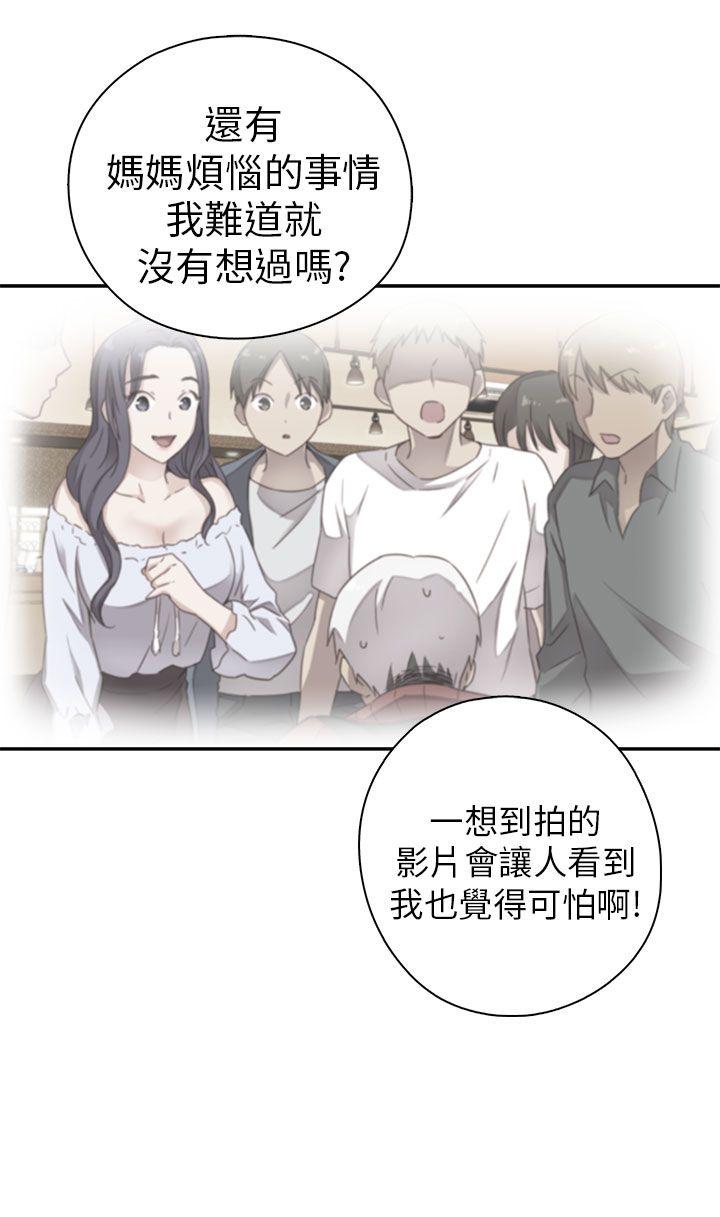 還有
媽媽煩惱的事情
我難道就
沒有想過嗎?
一想到拍的
影片會讓人看到
我也覺得可怕啊!